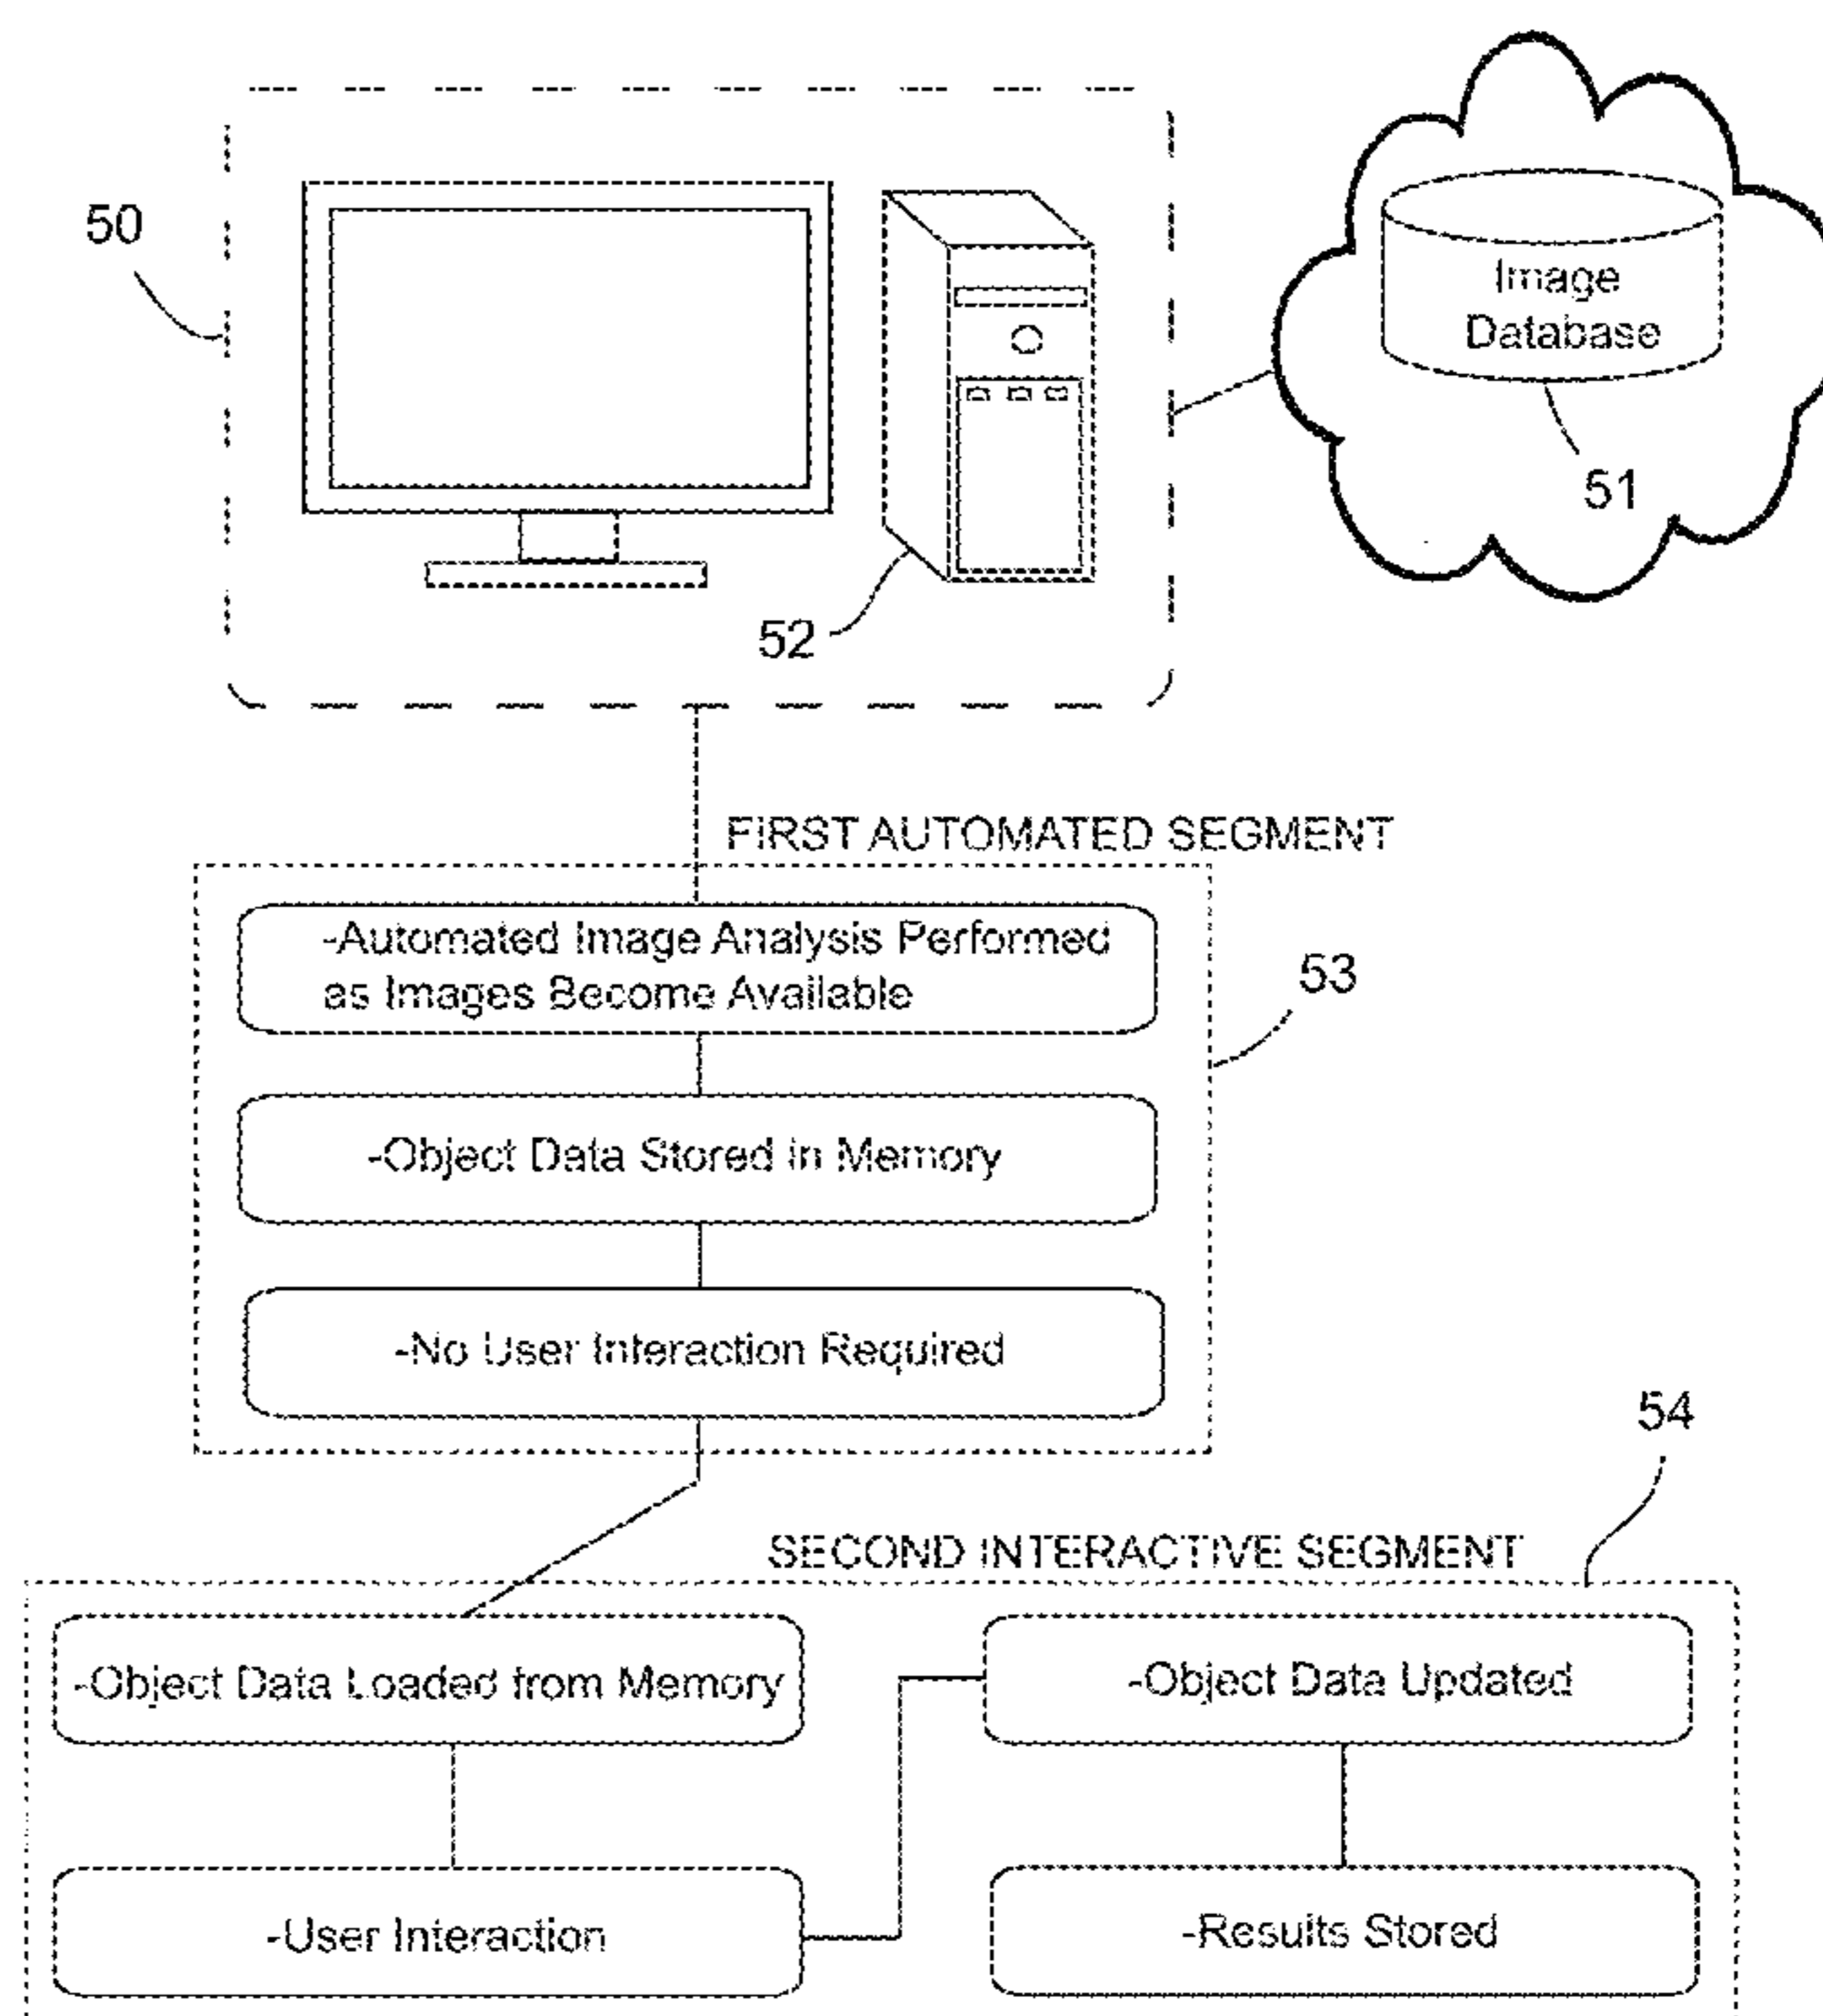 50
Image
Database
51
52
FIRST AUTOMATED SEGMENT
-Automated Image Analysis Performed
as Images Become Available
53
-Object Data Stored in Memory
-No User Interaction Required
54
SECOND INTERACTIVE SEGMENT
-Object Data Loaded from Memory
-Object Data Updated
-User Interaction
-Results Stored